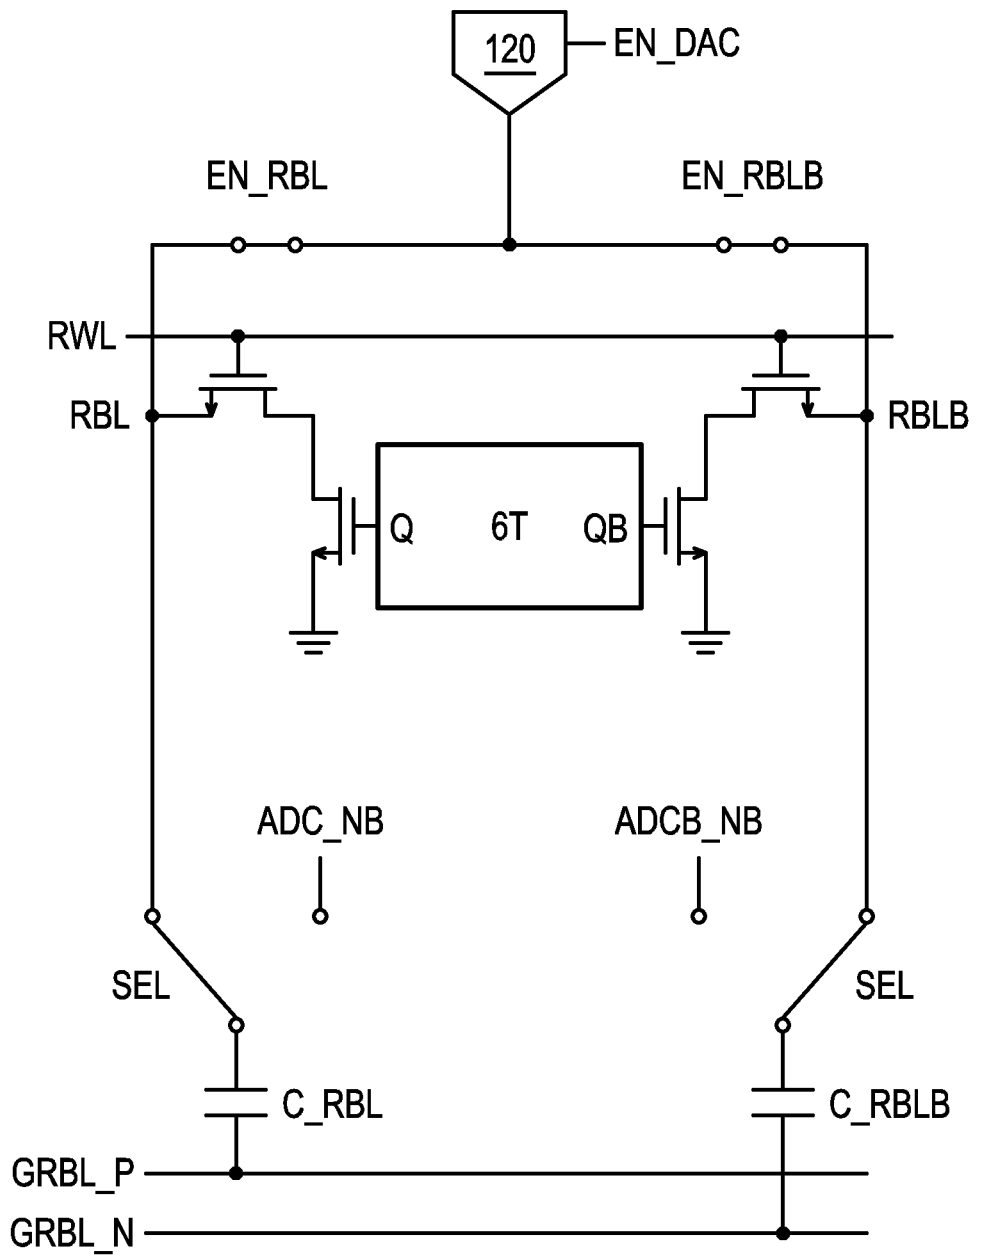 120
EN_DAC
EN_RBL
EN_RBLB
RWL
RBL
RBLB
Q
6T
QB
ADC_NB
ADCB_NB
SEL
SEL
C_RBL
C_RBLB
GRBL_P
GRBL_N